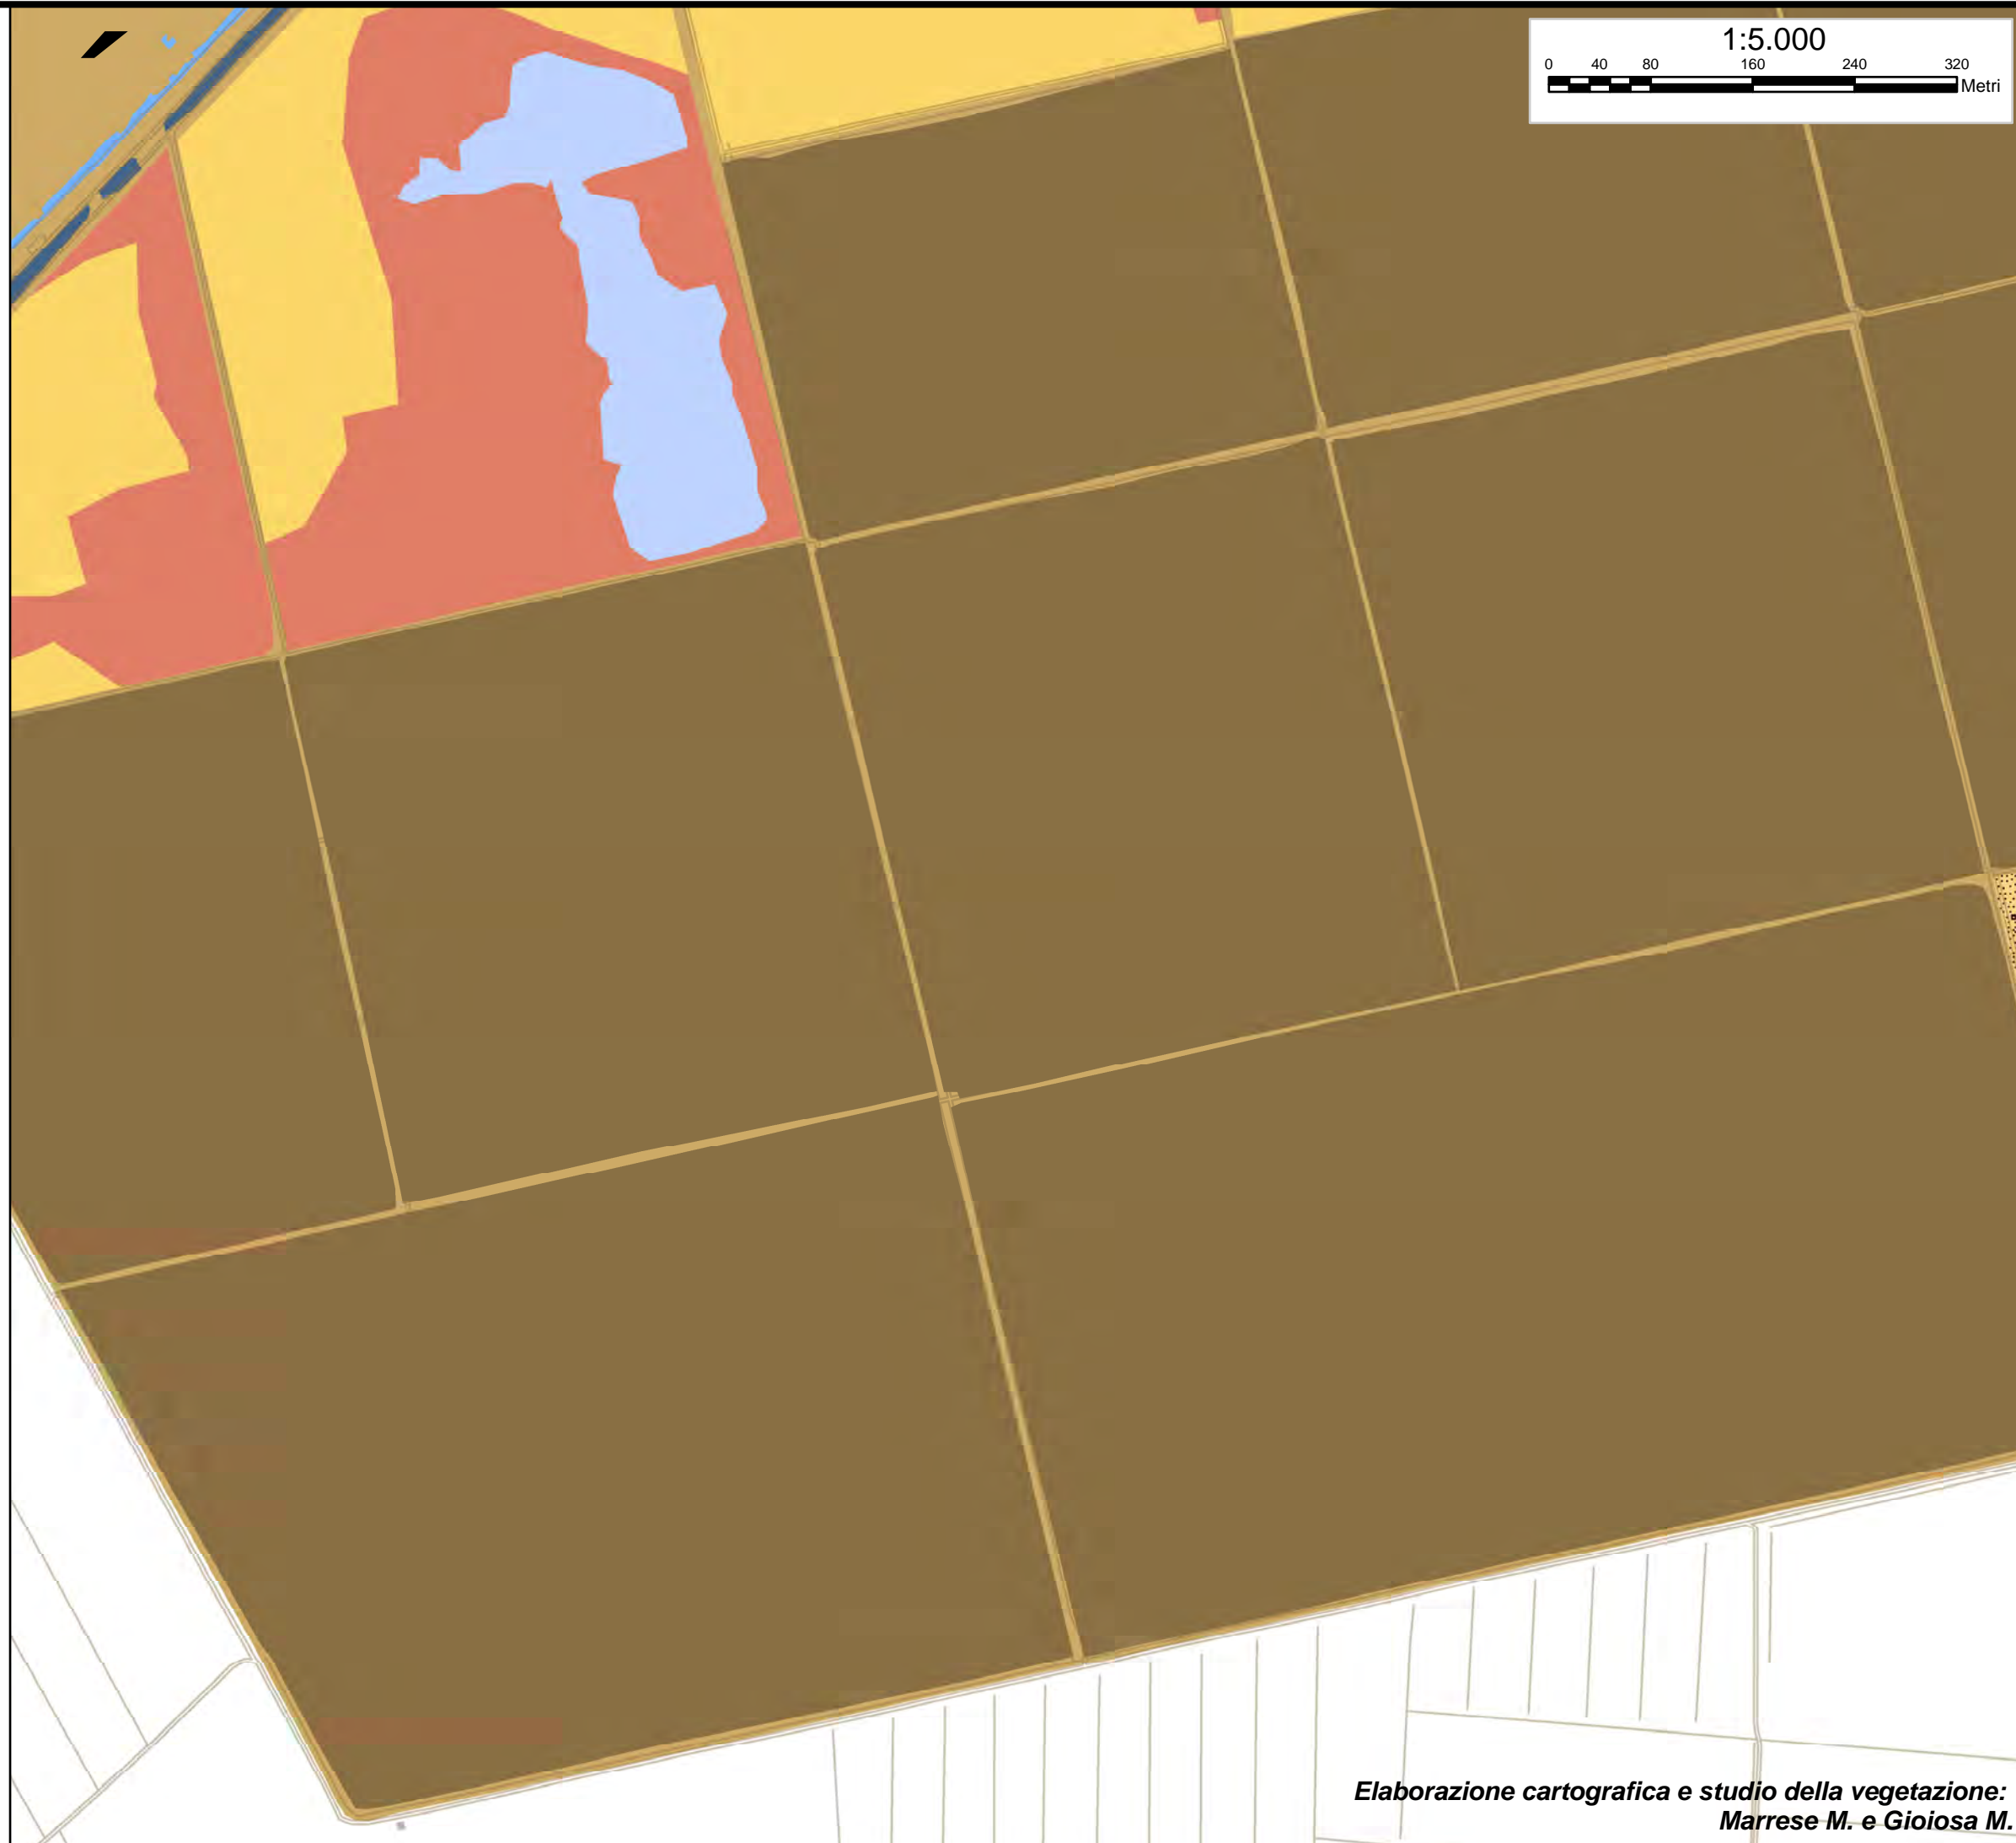 1:5.000
0 40 80 160 240 320
Metri
Elaborazione cartografica e studio della vegetazione:
Marrese M. e Gioiosa M.